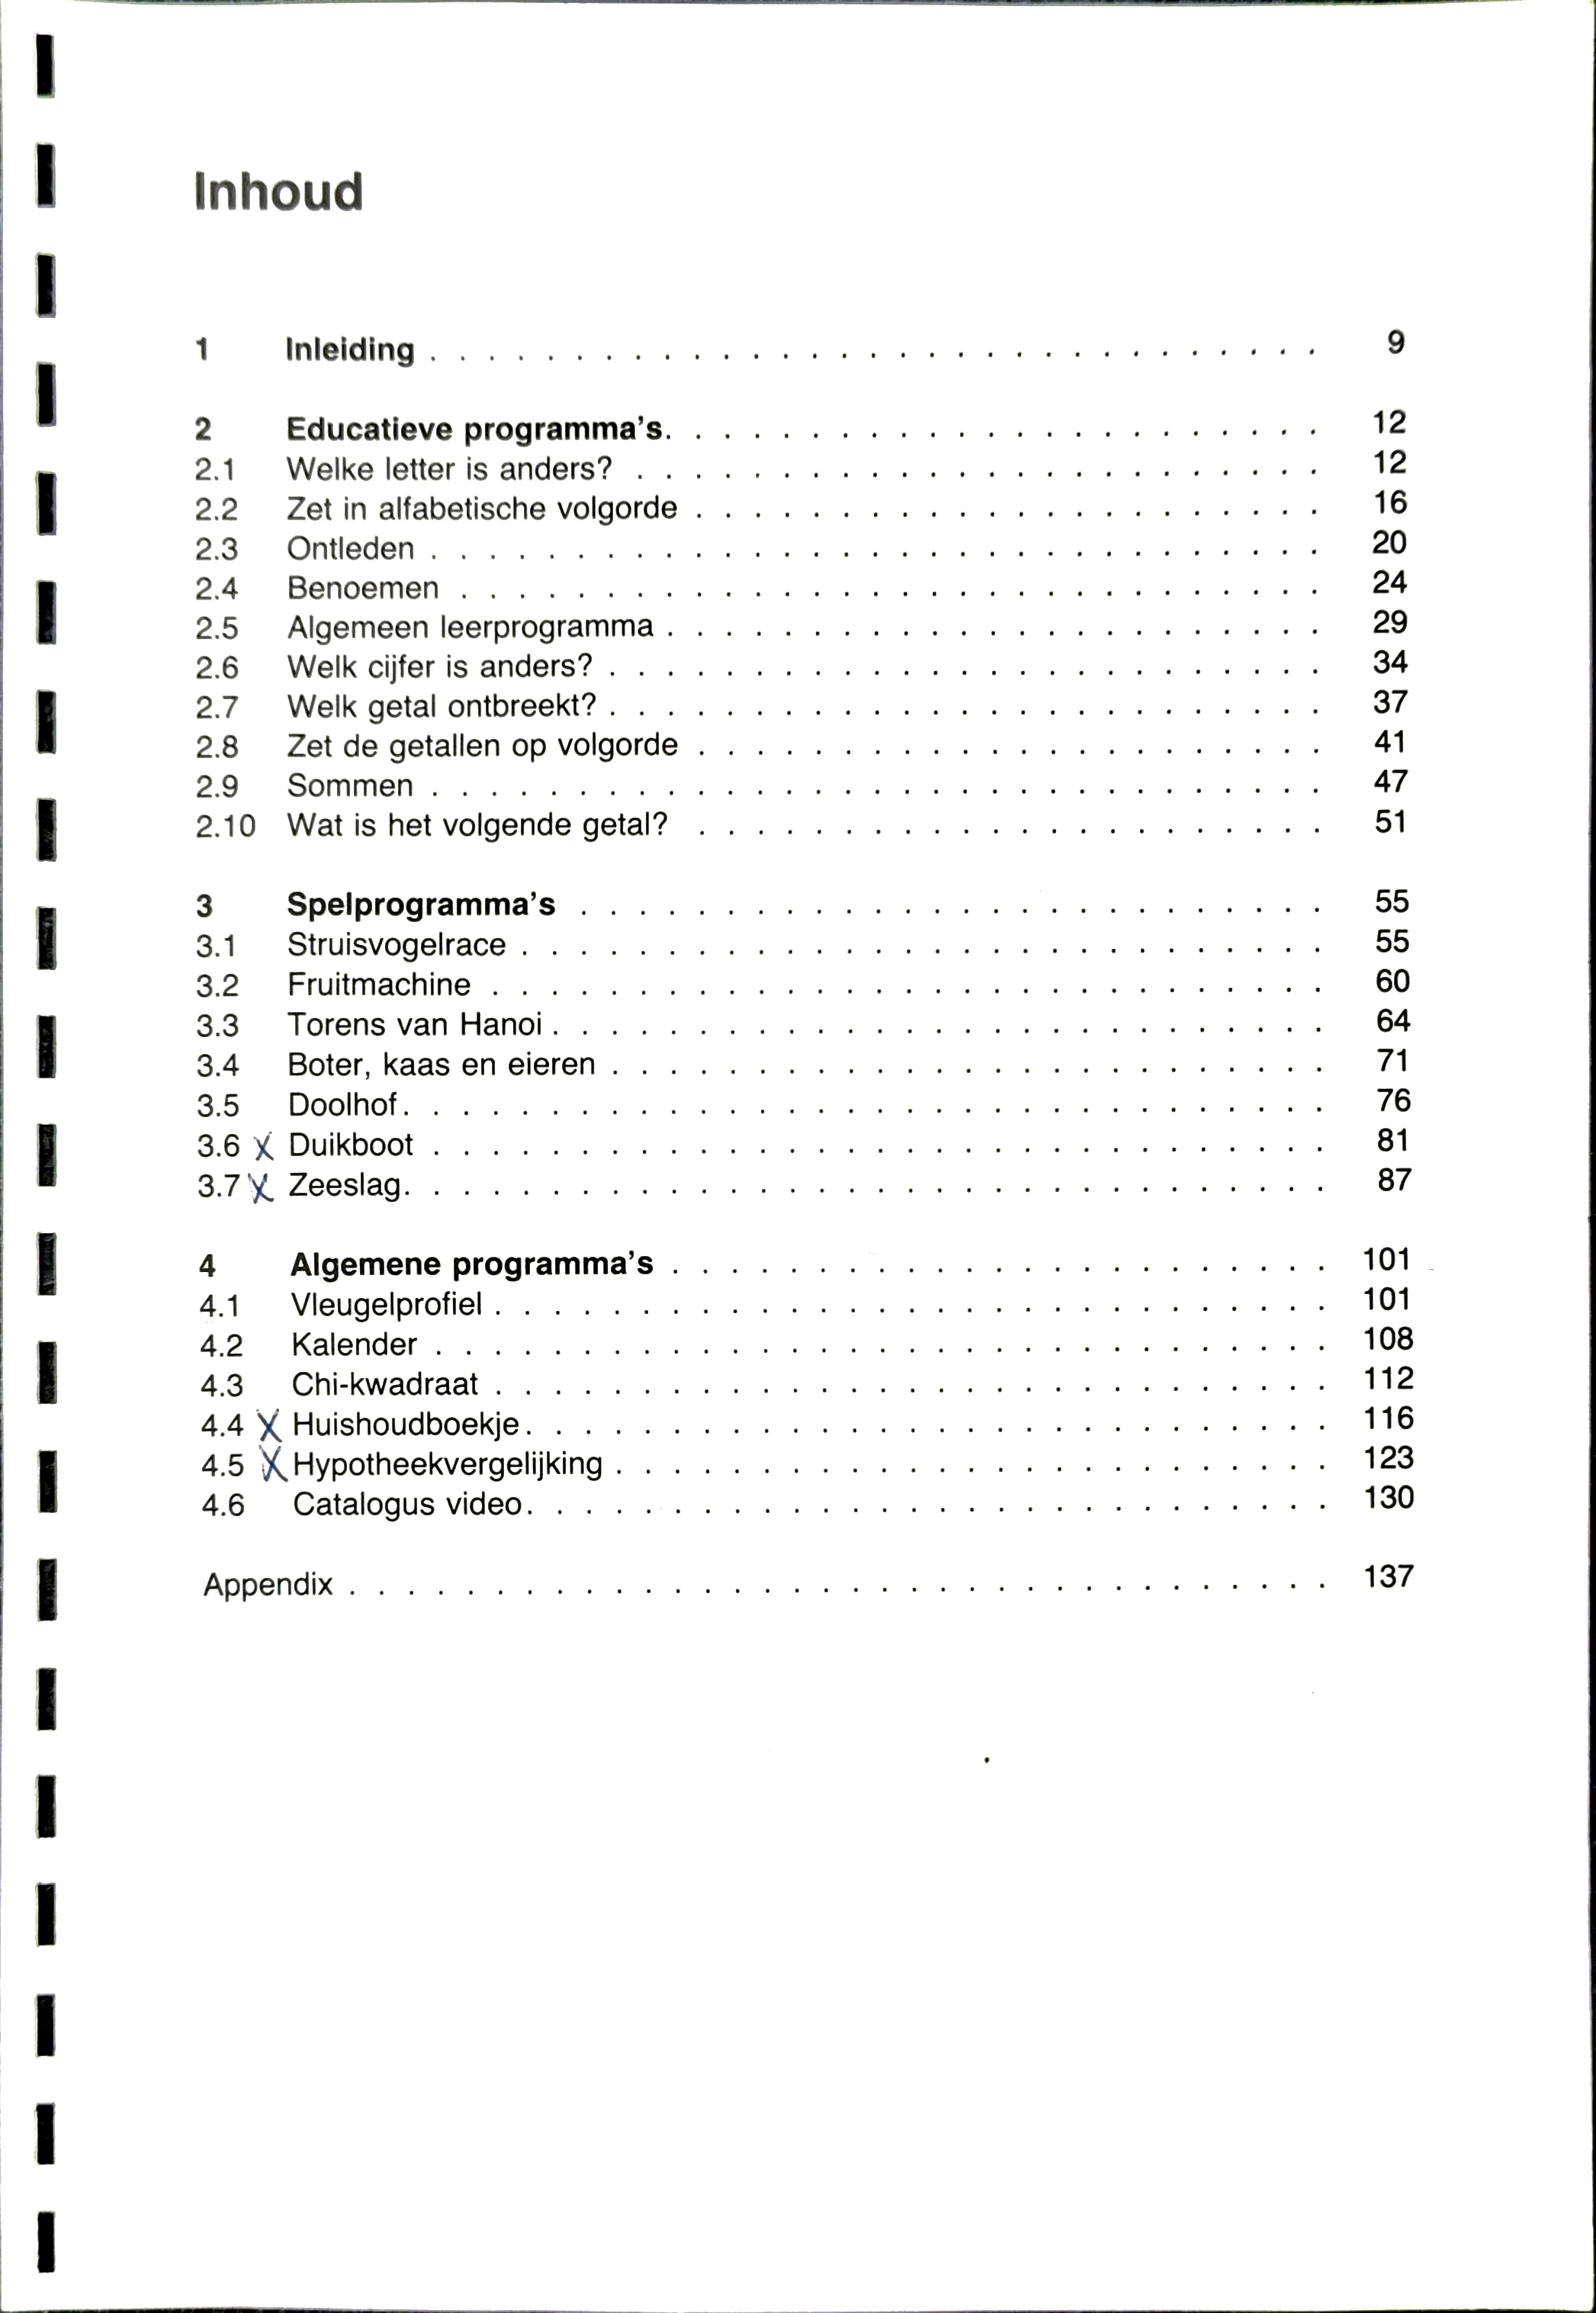 Inhoud
1 Inleiding . . . . . . . . . . . . . . . . . . . . . . . . . . . . . . . 9
2 Educatieve programma's. . . . . . . . . . . . . . . . . . . . . . . 12
2.1 Welke letter is anders? . . . . . . . . . . . . . . . . . . . . . . . . 12
2.2 Zet in alfabetische volgorde . . . . . . . . . . . . . . . . . . . . . . 16
2.3 Ontleden . . . . . . . . . . . . . . . . . . . . . . . . . . . . . . . 20
2.4 Benoemen . . . . . . . . . . . . . . . . . . . . . . . . . . . . . . 24
2.5 Algemeen leerprogramma . . . . . . . . . . . . . . . . . . . . . . . 29
2.6 Welk cijfer is anders? . . . . . . . . . . . . . . . . . . . . . . . . . 34
2.7 Welk getal ontbreekt? . . . . . . . . . . . . . . . . . . . . . . . . . 37
2.8 Zet de getallen op volgorde . . . . . . . . . . . . . . . . . . . . . . 41
2.9 Sommen . . . . . . . . . . . . . . . . . . . . . . . . . . . . . . . 47
2.10 Wat is het volgende getal? . . . . . . . . . . . . . . . . . . . . . . 51
3 Spelprogramma's . . . . . . . . . . . . . . . . . . . . . . . . . . 55
3.1 Struisvogelrace . . . . . . . . . . . . . . . . . . . . . . . . . . . . 55
3.2 Fruitmachine . . . . . . . . . . . . . . . . . . . . . . . . . . . . . 60
3.3 Torens van Hanoi . . . . . . . . . . . . . . . . . . . . . . . . . . . 64
3.4 Boter, kaas en eieren . . . . . . . . . . . . . . . . . . . . . . . . . 71
3.5 Doolhof. . . . . . . . . . . . . . . . . . . . . . . . . . . . . . . . 76
3.6 X Duikboot . . . . . . . . . . . . . . . . . . . . . . . . . . . . . . . 81
3.7 X Zeeslag. . . . . . . . . . . . . . . . . . . . . . . . . . . . . . . . 87
4 Algemene programma's . . . . . . . . . . . . . . . . . . . . . . . 101
4.1 Vleugelprofiel . . . . . . . . . . . . . . . . . . . . . . . . . . . . . 101
4.2 Kalender . . . . . . . . . . . . . . . . . . . . . . . . . . . . . . . 108
4.3 Chi-kwadraat . . . . . . . . . . . . . . . . . . . . . . . . . . . . . 112
4.4 X Huishoudboekje. . . . . . . . . . . . . . . . . . . . . . . . . . . . 116
4.5 X Hypotheekvergelijking . . . . . . . . . . . . . . . . . . . . . . . . . 123
4.6 Catalogus video. . . . . . . . . . . . . . . . . . . . . . . . . . . . 130
Appendix . . . . . . . . . . . . . . . . . . . . . . . . . . . . . . . . . . 137